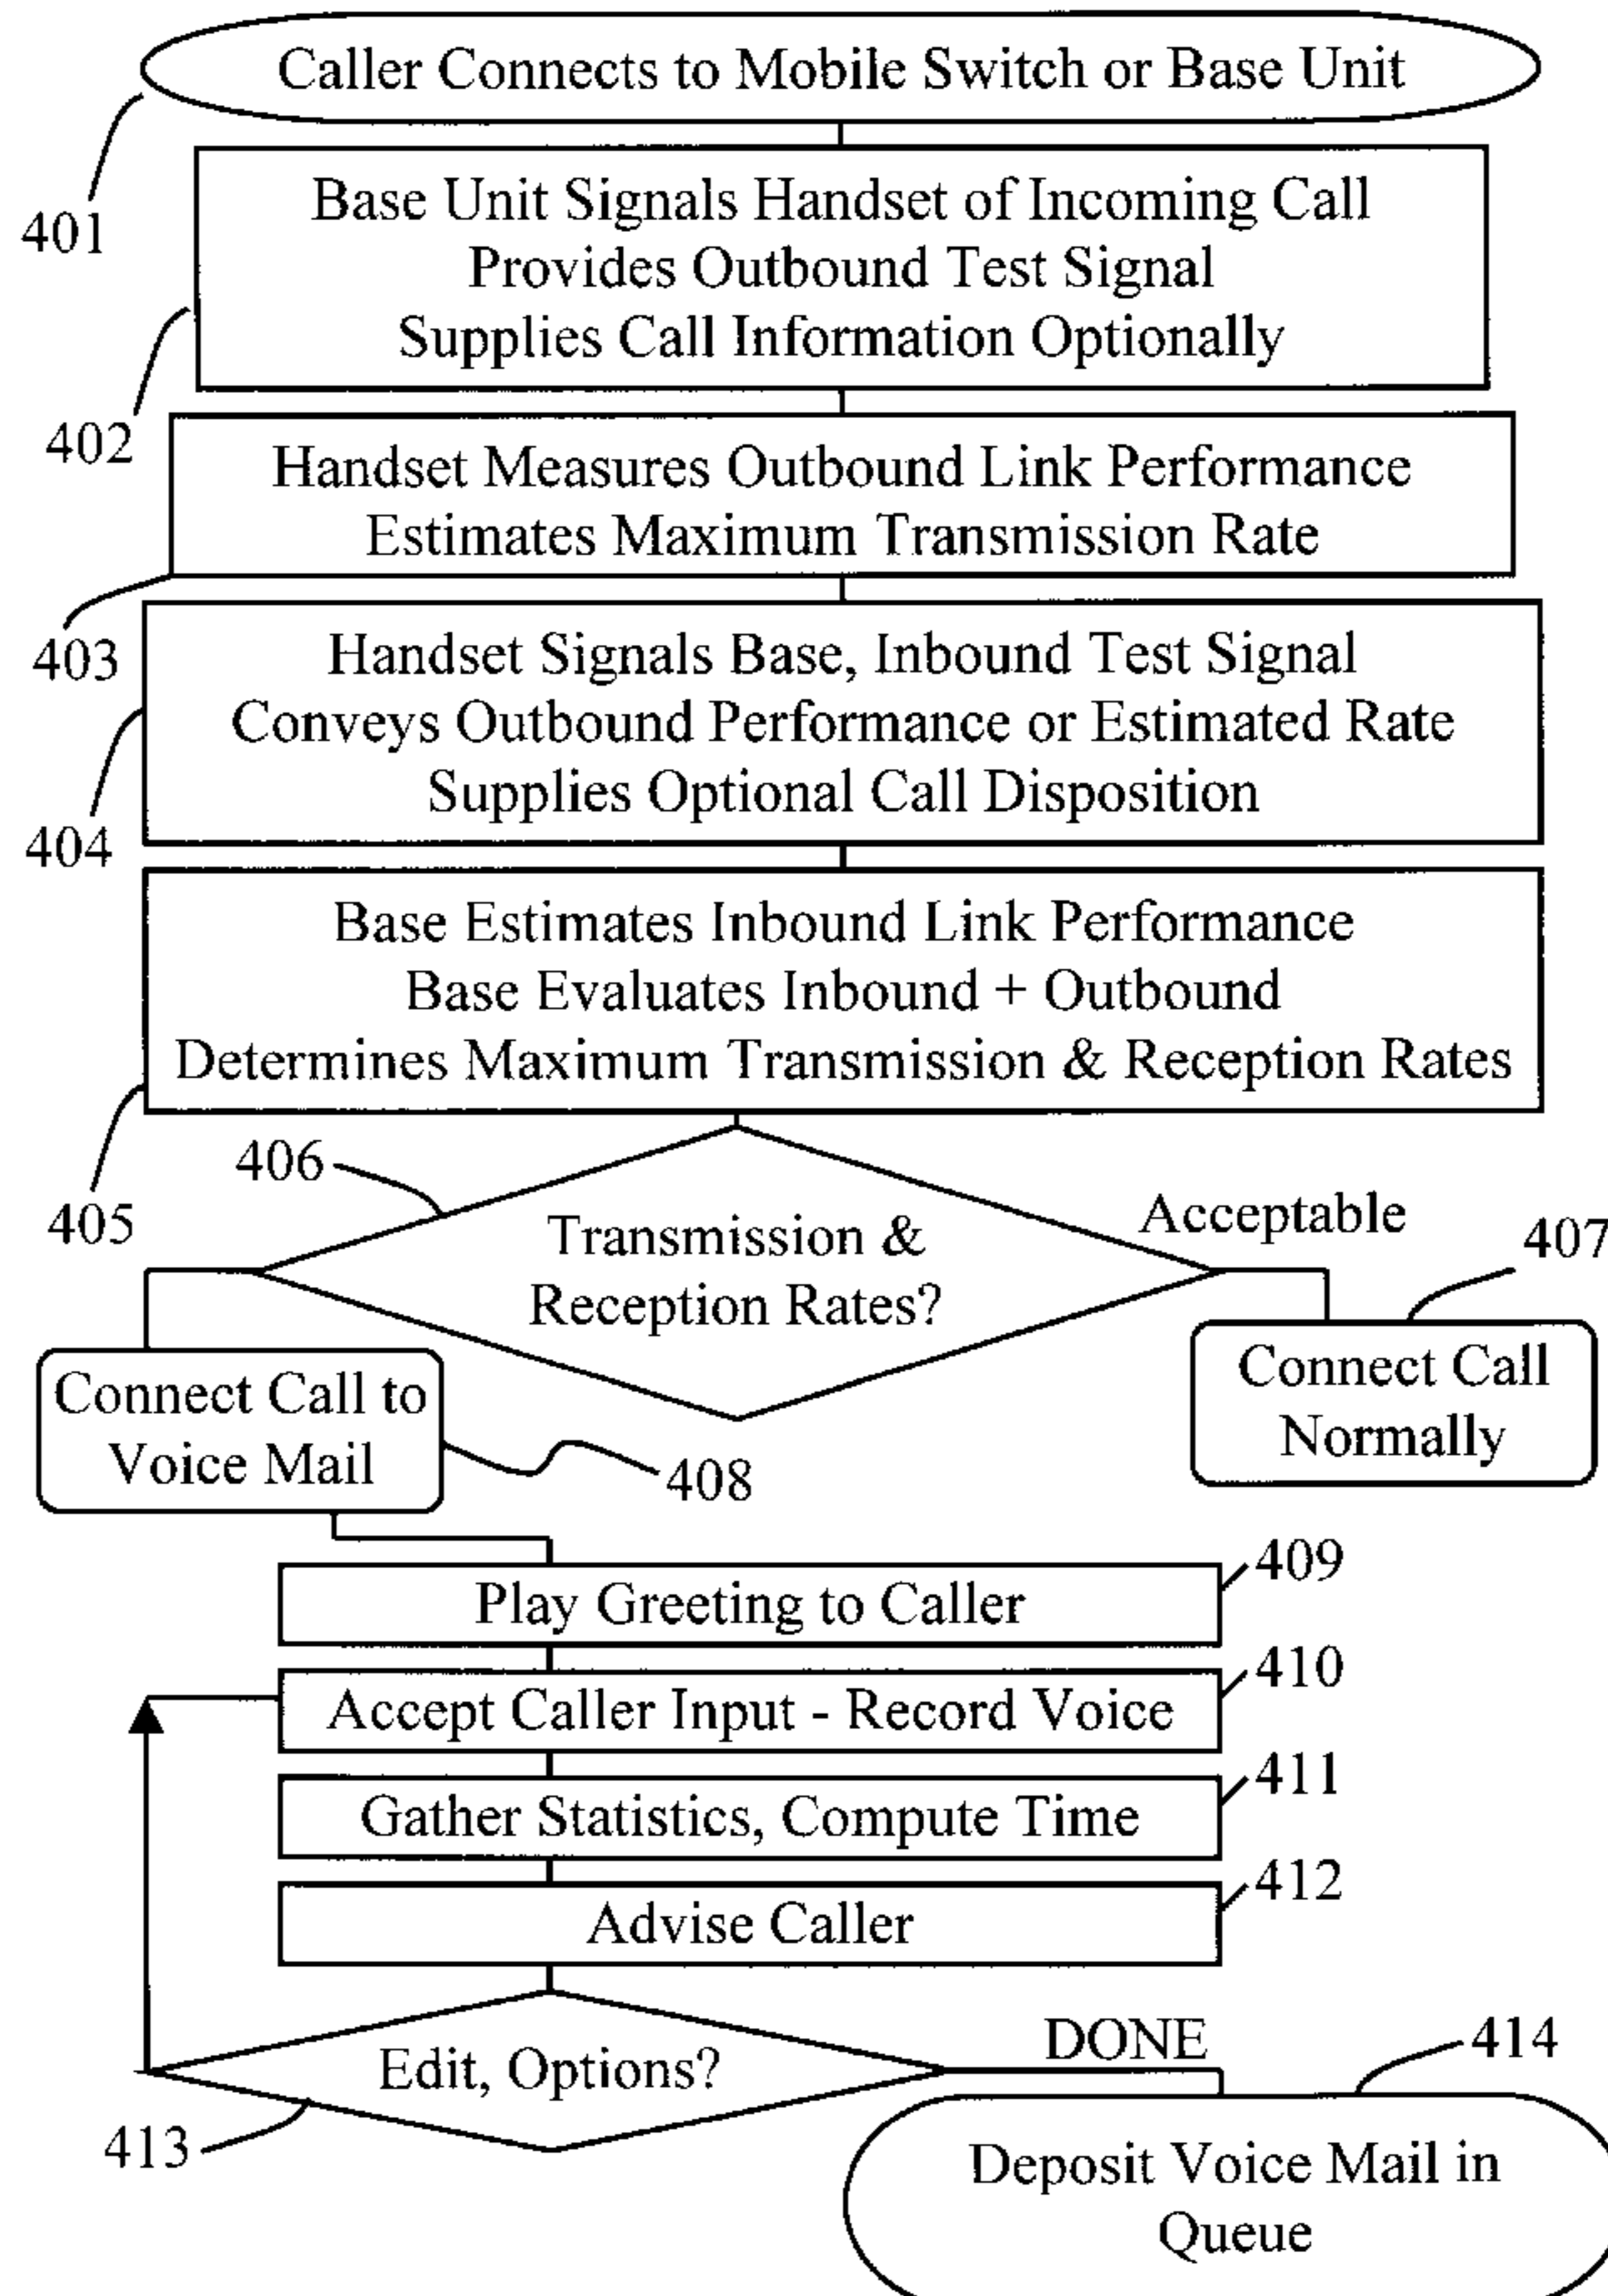 Caller Connects to Mobile Switch or Base Unit
401
Base Unit Signals Handset of Incoming Call
Provides Outbound Test Signal
Supplies Call Information Optionally
402
Handset Measures Outbound Link Performance
Estimates Maximum Transmission Rate
403
Handset Signals Base, Inbound Test Signal
Conveys Outbound Performance or Estimated Rate
Supplies Optional Call Disposition
404
Base Estimates Inbound Link Performance
Base Evaluates Inbound + Outbound
Determines Maximum Transmission & Reception Rates
405
406
Transmission &
Reception Rates?
Acceptable
407
Connect Call
Normally
Connect Call to
Voice Mail
408
409
Play Greeting to Caller
410
Accept Caller Input - Record Voice
411
Gather Statistics, Compute Time
412
Advise Caller
Edit, Options?
413
DONE
414
Deposit Voice Mail in
Queue